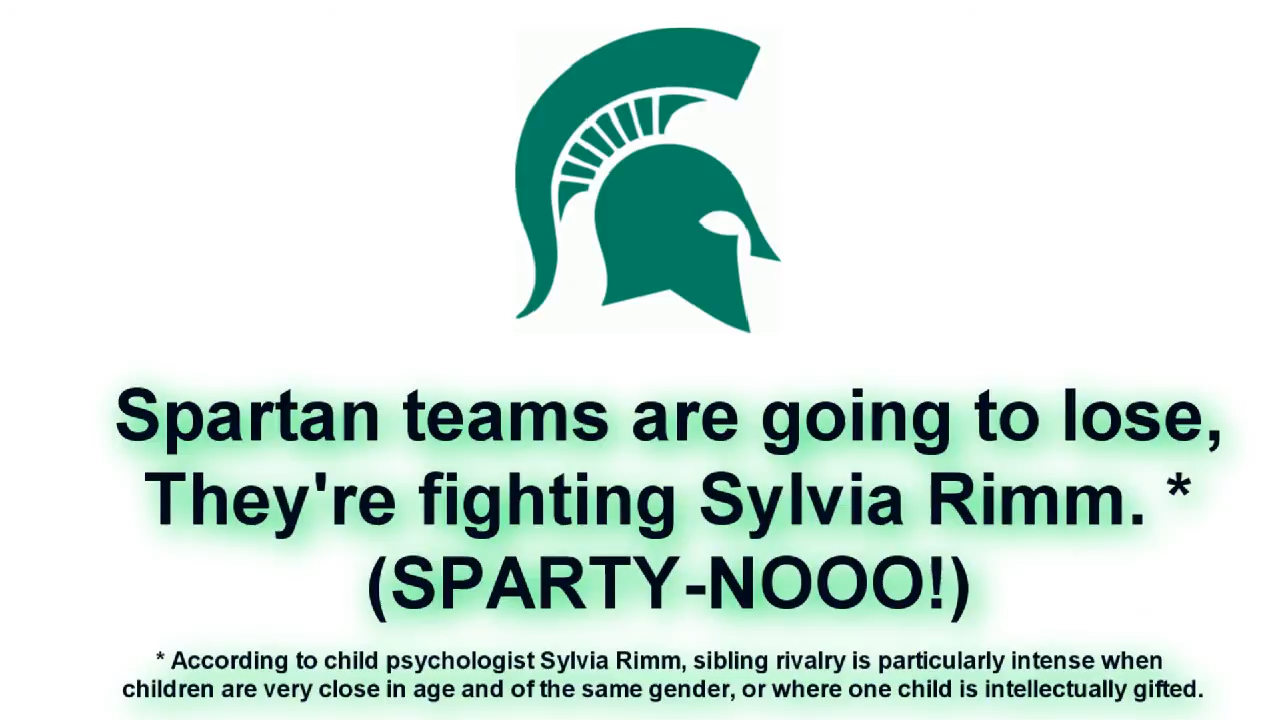 Spartan teams are going to lose,
They're fighting Sylvia Rimm. *
(SPARTY-NOOO!)
* According to child psychologist Sylvia Rimm, sibling rivalry is particularly intense when
children are very close in age and of the same gender, or where one child is intellectually gifted.